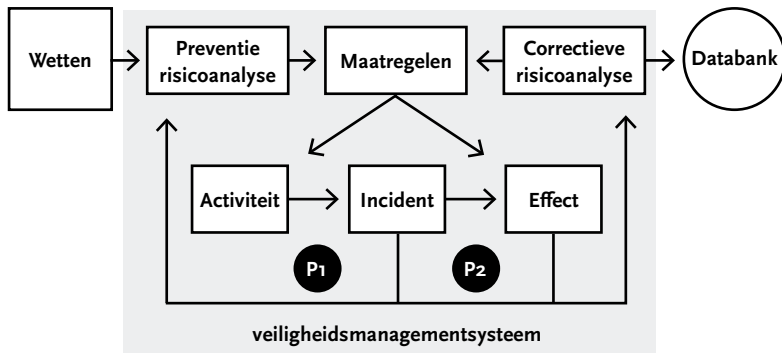 Wetten
Preventie
risicoanalyse
Maatregelen
Correctieve
risicoanalyse
Databank
Activiteit
Incident
Effect
P1
P2
veiligheidsmanagementsysteem